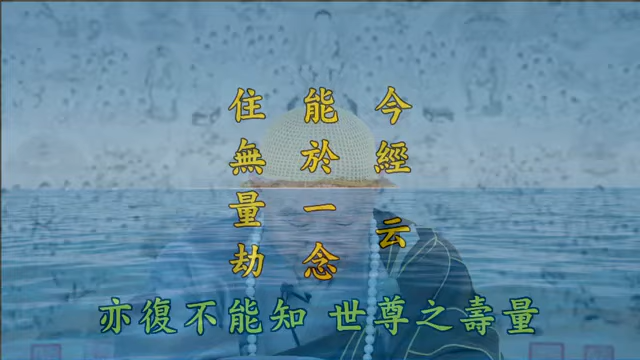 今經云
能於一念
住無量劫
亦復不能知 世尊之壽量